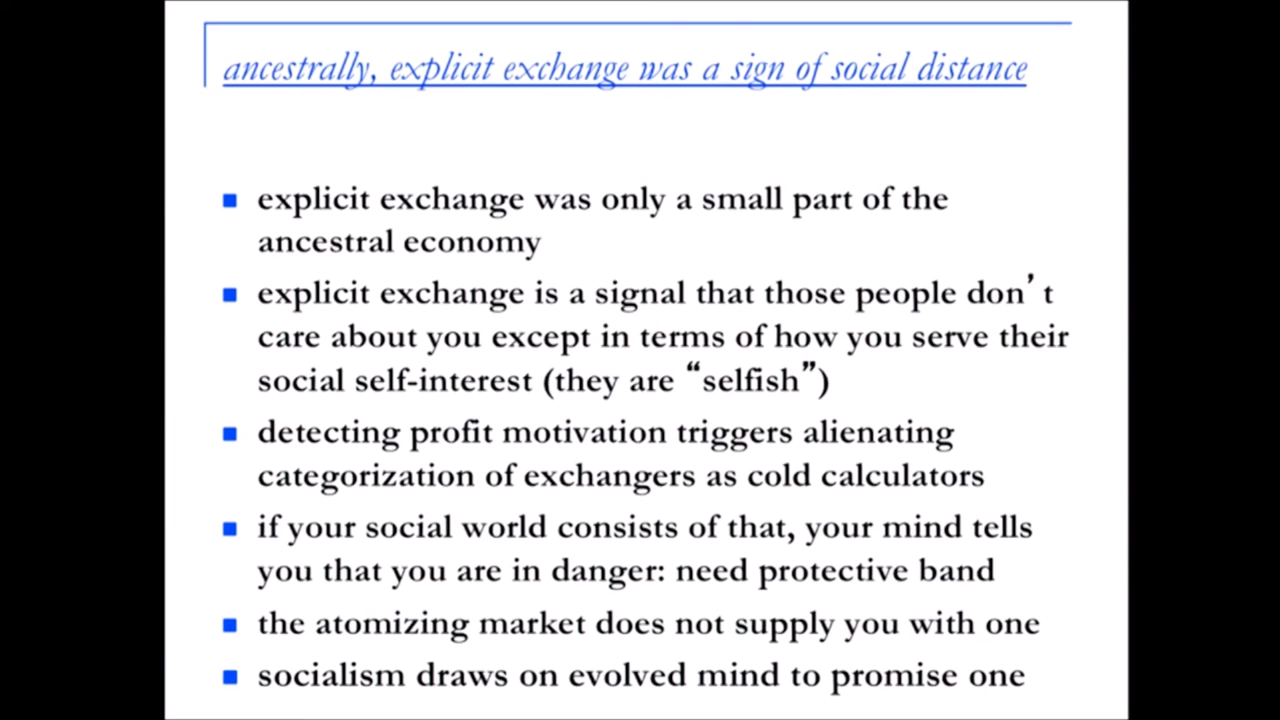 ancestrally, explicit exchange was a sign of social distance
explicit exchange was only a small part of the
ancestral economy
explicit exchange is a signal that those people don’t
care about you except in terms of how you serve their
social self-interest (they are “selfish”)
detecting profit motivation triggers alienating
categorization of exchangers as cold calculators
if your social world consists of that, your mind tells
you that you are in danger: need protective band
the atomizing market does not supply you with one
socialism draws on evolved mind to promise one